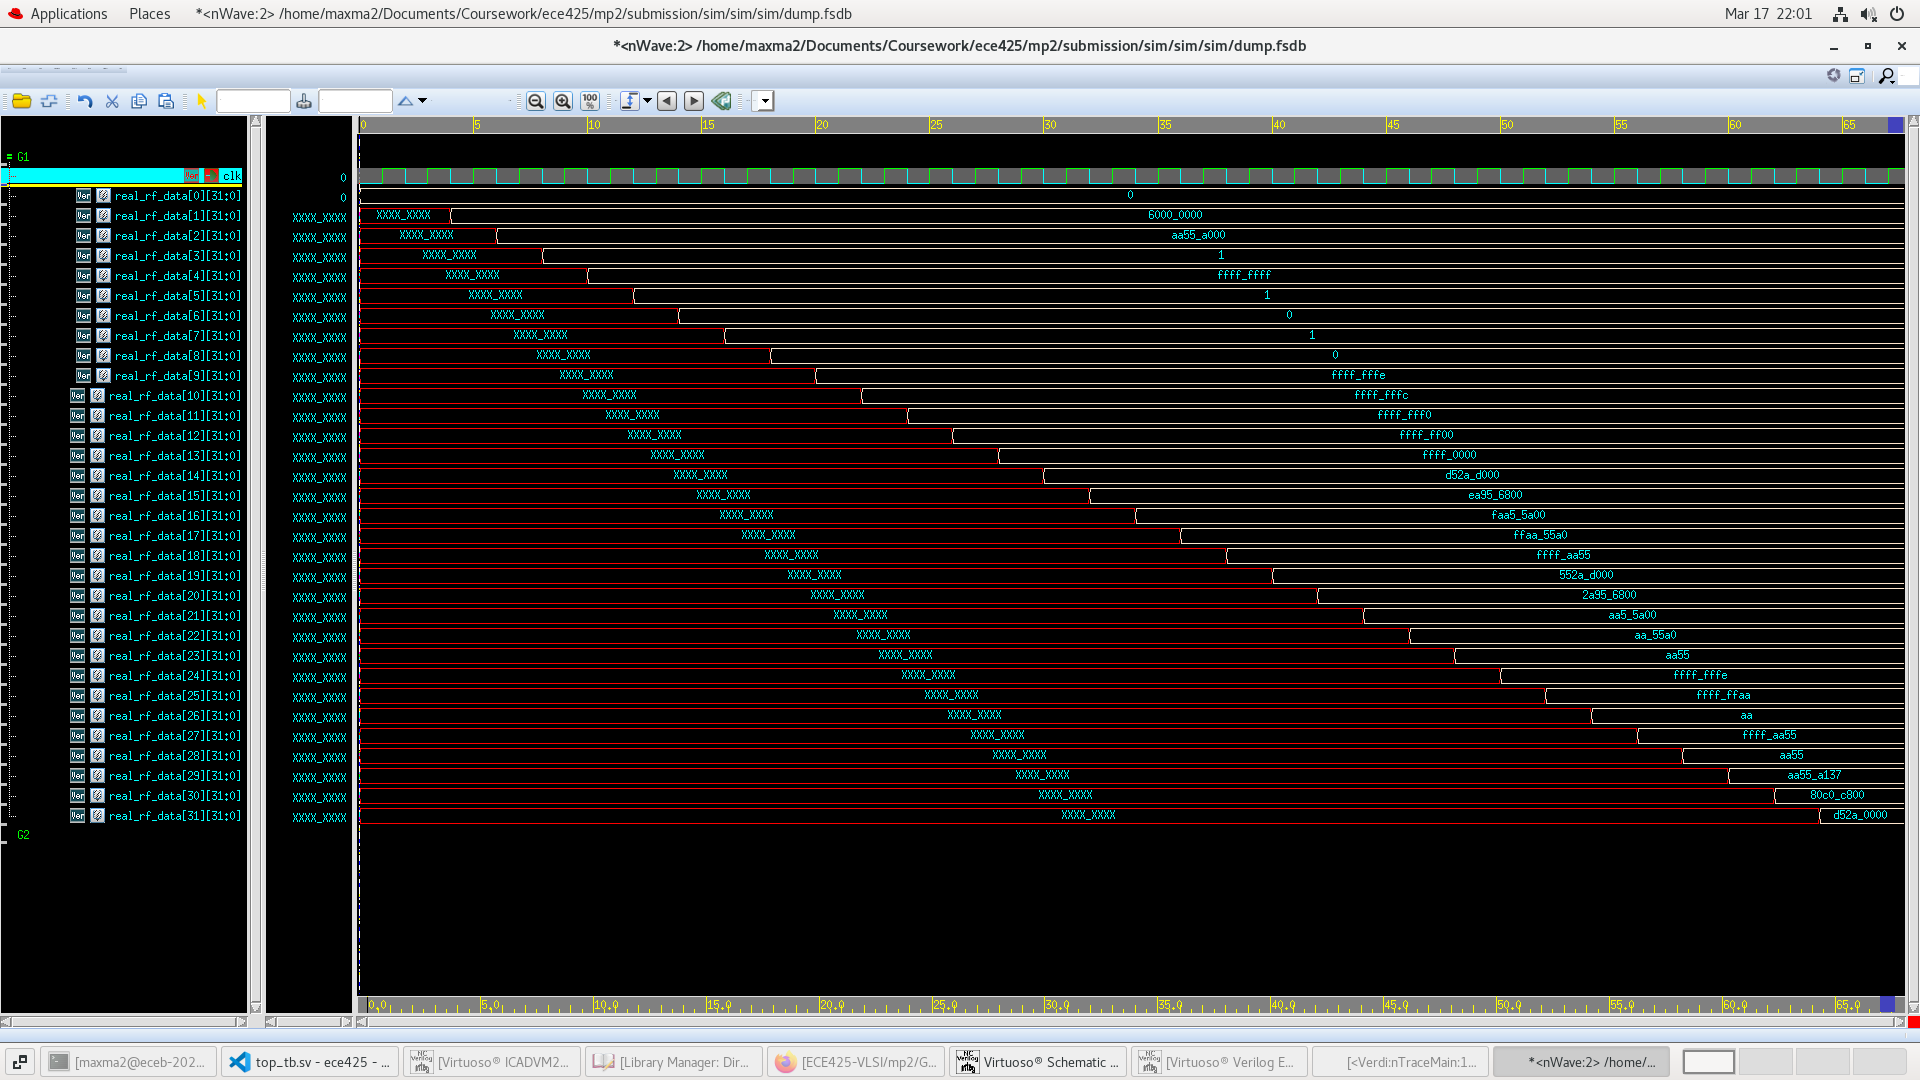 Applications Places *<nWave:2> /home/maxma2/Documents/Coursework/ece425/mp2/submission/sim/sim/sim/dump.fsdb Mar 17 22:01
*<nWave:2> /home/maxma2/Documents/Coursework/ece425/mp2/submission/sim/sim/sim/dump.fsdb
100 %
0 5 10 15 20 25 30 35 40 45 50 55 60 65
G1
clk 0
real_rf_data[0][31:0] 0 0
real_rf_data[1][31:0] XXXX_XXXX XXXX_XXXX 6000_0000
real_rf_data[2][31:0] XXXX_XXXX XXXX_XXXX aa55_a000
real_rf_data[3][31:0] XXXX_XXXX XXXX_XXXX 1
real_rf_data[4][31:0] XXXX_XXXX XXXX_XXXX ffff_ffff
real_rf_data[5][31:0] XXXX_XXXX XXXX_XXXX 1
real_rf_data[6][31:0] XXXX_XXXX XXXX_XXXX 0
real_rf_data[7][31:0] XXXX_XXXX XXXX_XXXX 1
real_rf_data[8][31:0] XXXX_XXXX XXXX_XXXX 0
real_rf_data[9][31:0] XXXX_XXXX XXXX_XXXX ffff_fffe
real_rf_data[10][31:0] XXXX_XXXX XXXX_XXXX ffff_fffc
real_rf_data[11][31:0] XXXX_XXXX XXXX_XXXX ffff_fff0
real_rf_data[12][31:0] XXXX_XXXX XXXX_XXXX ffff_ff00
real_rf_data[13][31:0] XXXX_XXXX XXXX_XXXX ffff_0000
real_rf_data[14][31:0] XXXX_XXXX XXXX_XXXX d52a_d000
real_rf_data[15][31:0] XXXX_XXXX XXXX_XXXX ea95_6800
real_rf_data[16][31:0] XXXX_XXXX XXXX_XXXX faa5_5a00
real_rf_data[17][31:0] XXXX_XXXX XXXX_XXXX ffaa_55a0
real_rf_data[18][31:0] XXXX_XXXX XXXX_XXXX ffff_aa55
real_rf_data[19][31:0] XXXX_XXXX XXXX_XXXX 552a_d000
real_rf_data[20][31:0] XXXX_XXXX XXXX_XXXX 2a95_6800
real_rf_data[21][31:0] XXXX_XXXX XXXX_XXXX aa5_5a00
real_rf_data[22][31:0] XXXX_XXXX XXXX_XXXX aa_55a0
real_rf_data[23][31:0] XXXX_XXXX XXXX_XXXX aa55
real_rf_data[24][31:0] XXXX_XXXX XXXX_XXXX ffff_fffe
real_rf_data[25][31:0] XXXX_XXXX XXXX_XXXX ffff_ffaa
real_rf_data[26][31:0] XXXX_XXXX XXXX_XXXX aa
real_rf_data[27][31:0] XXXX_XXXX XXXX_XXXX ffff_aa55
real_rf_data[28][31:0] XXXX_XXXX XXXX_XXXX aa55
real_rf_data[29][31:0] XXXX_XXXX XXXX_XXXX aa55_a137
real_rf_data[30][31:0] XXXX_XXXX XXXX_XXXX 80c0_c800
real_rf_data[31][31:0] XXXX_XXXX XXXX_XXXX d52a_0000
G2
0.0 5.0 10.0 15.0 20.0 25.0 30.0 35.0 40.0 45.0 50.0 55.0 60.0 65.0
[maxma2@eceb-202... top_tb.sv - ece425 - ... [Virtuoso® ICADVM2... [Library Manager: Dir... [ECE425-VLSI/mp2/G... Virtuoso® Schematic ... [Virtuoso® Verilog E... [<Verdi:nTraceMain:1... *<nWave:2> /home/...